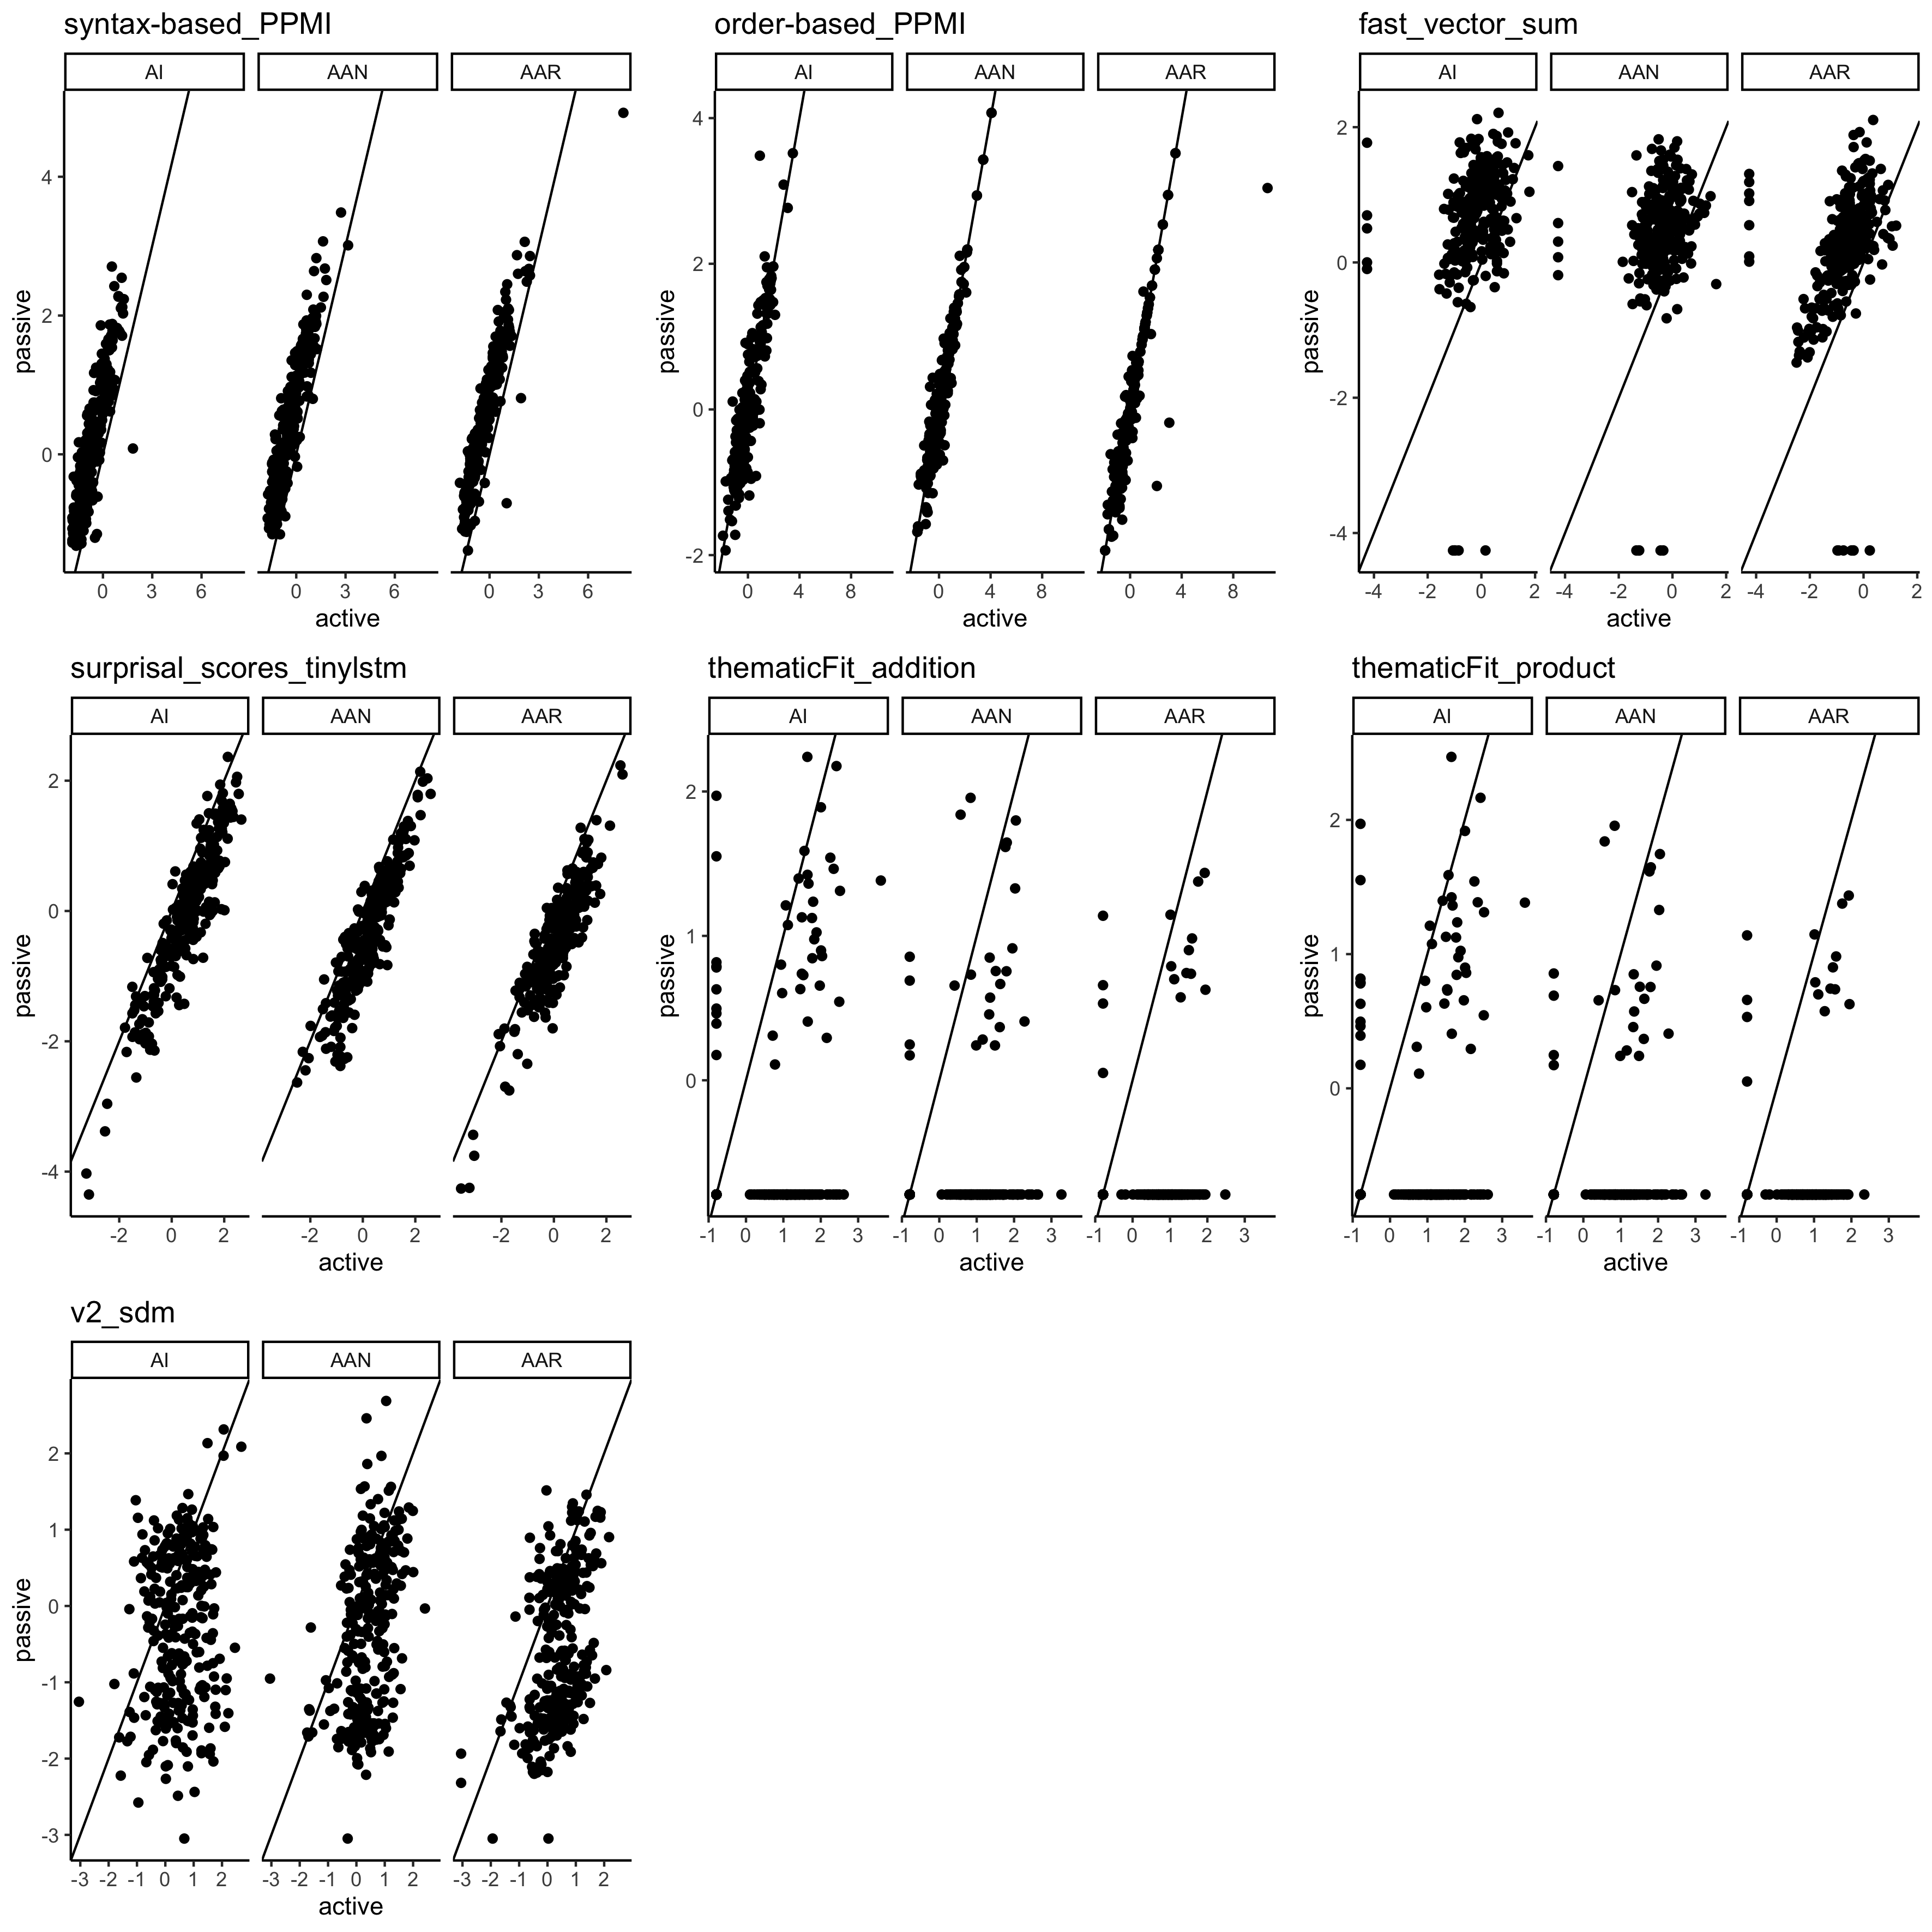 syntax-based_PPMI
AI AAN AAR
4
2
0
passive
0 3 6 0 3 6 0 3 6
active
order-based_PPMI
AI AAN AAR
4
2
0
-2
passive
0 4 8 0 4 8 0 4 8
active
fast_vector_sum
AI AAN AAR
2
0
-2
-4
passive
-4 -2 0 2 -4 -2 0 2 -4 -2 0 2
active
surprisal_scores_tinylstm
AI AAN AAR
2
0
-2
-4
passive
-2 0 2 -2 0 2 -2 0 2
active
thematicFit_addition
AI AAN AAR
2
1
0
passive
-1 0 1 2 3 -1 0 1 2 3 -1 0 1 2 3
active
thematicFit_product
AI AAN AAR
2
1
0
passive
-1 0 1 2 3 -1 0 1 2 3 -1 0 1 2 3
active
v2_sdm
AI AAN AAR
2
1
0
-1
-2
-3
passive
-3 -2 -1 0 1 2 -3 -2 -1 0 1 2 -3 -2 -1 0 1 2
active